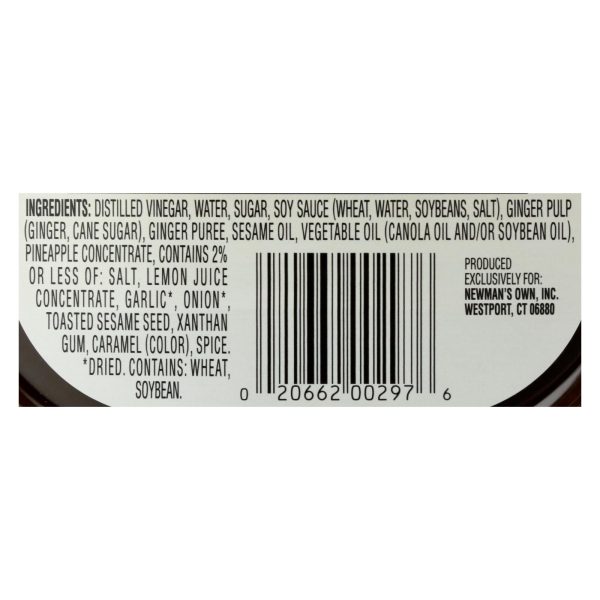 INGREDIENTS: DISTILLED VINEGAR, WATER, SUGAR, SOY SAUCE (WHEAT, WATER, SOYBEANS, SALT), GINGER PULP
(GINGER, CANE SUGAR), GINGER PUREE, SESAME OIL, VEGETABLE OIL (CANOLA OIL AND/OR SOYBEAN OIL),
PINEAPPLE CONCENTRATE, CONTAINS 2%
OR LESS OF: SALT, LEMON JUICE
CONCENTRATE, GARLIC*, ONION*,
TOASTED SESAME SEED, XANTHAN
GUM, CARAMEL (COLOR), SPICE.
*DRIED. CONTAINS: WHEAT,
SOYBEAN.
PRODUCED
EXCLUSIVELY FOR:
NEWMAN'S OWN, INC.
WESTPORT, CT 06880
0 20662 00297 6